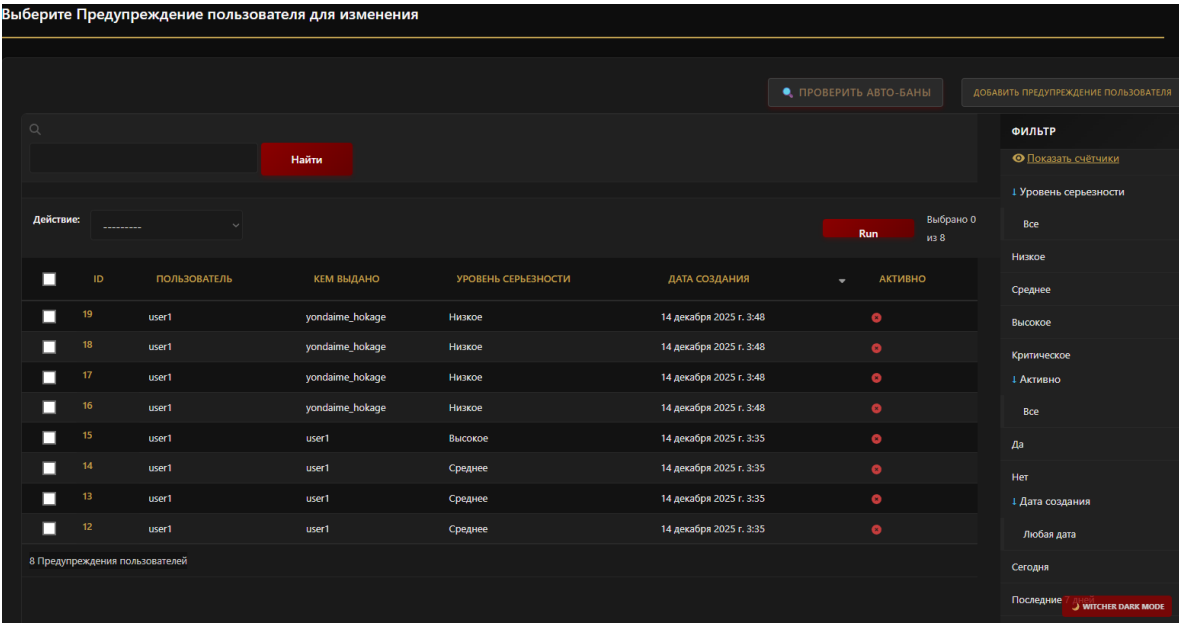 Выберите Предупреждение пользователя для изменения
ПРОВЕРИТЬ АВТО-БАНЫ
ДОБАВИТЬ ПРЕДУПРЕЖДЕНИЕ ПОЛЬЗОВАТЕЛЯ
Найти
Действие: --------- Run Выбрано 0
из 8
ID ПОЛЬЗОВАТЕЛЬ КЕМ ВЫДАНО УРОВЕНЬ СЕРЬЕЗНОСТИ ДАТА СОЗДАНИЯ АКТИВНО
19 user1 yondaime_hokage Низкое 14 декабря 2025 г. 3:48
18 user1 yondaime_hokage Низкое 14 декабря 2025 г. 3:48
17 user1 yondaime_hokage Низкое 14 декабря 2025 г. 3:48
16 user1 yondaime_hokage Низкое 14 декабря 2025 г. 3:48
15 user1 user1 Высокое 14 декабря 2025 г. 3:35
14 user1 user1 Среднее 14 декабря 2025 г. 3:35
13 user1 user1 Среднее 14 декабря 2025 г. 3:35
12 user1 user1 Среднее 14 декабря 2025 г. 3:35
8 Предупреждения пользователей
ФИЛЬТР
Показать счётчики
↓ Уровень серьезности
Все
Низкое
Среднее
Высокое
Критическое
↓ Активно
Все
Да
Нет
↓ Дата создания
Любая дата
Сегодня
Последние 7 дней
WITCHER DARK MODE